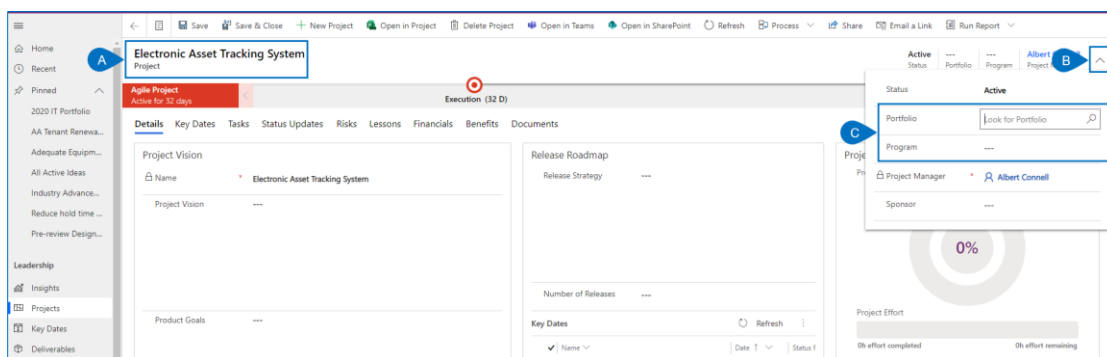 Save Save & Close New Project Open in Project Delete Project Open in Teams Open in SharePoint Refresh Process Share Email a Link Run Report
Home
Recent
Pinned
2020 IT Portfolio
AA Tenant Renewa...
Adequate Equipm...
All Active Ideas
Industry Advance...
Reduce hold time ...
Pre-review Design...
Leadership
Insights
Projects
Key Dates
Deliverables
A
Electronic Asset Tracking System
Project
Active
Status
---
Portfolio
---
Program
Albert
Project
B
Agile Project
Active for 32 days
Execution (32 D)
Details Key Dates Tasks Status Updates Risks Lessons Financials Benefits Documents
Project Vision
Name * Electronic Asset Tracking System
Project Vision ---
Product Goals ---
Release Roadmap
Release Strategy ---
Number of Releases ---
Key Dates Refresh
Name Date Status
C
Status Active
Portfolio Look for Portfolio
Program ---
Project Manager * Albert Connell
Sponsor ---
0%
Project Effort
0h effort completed 0h effort remaining